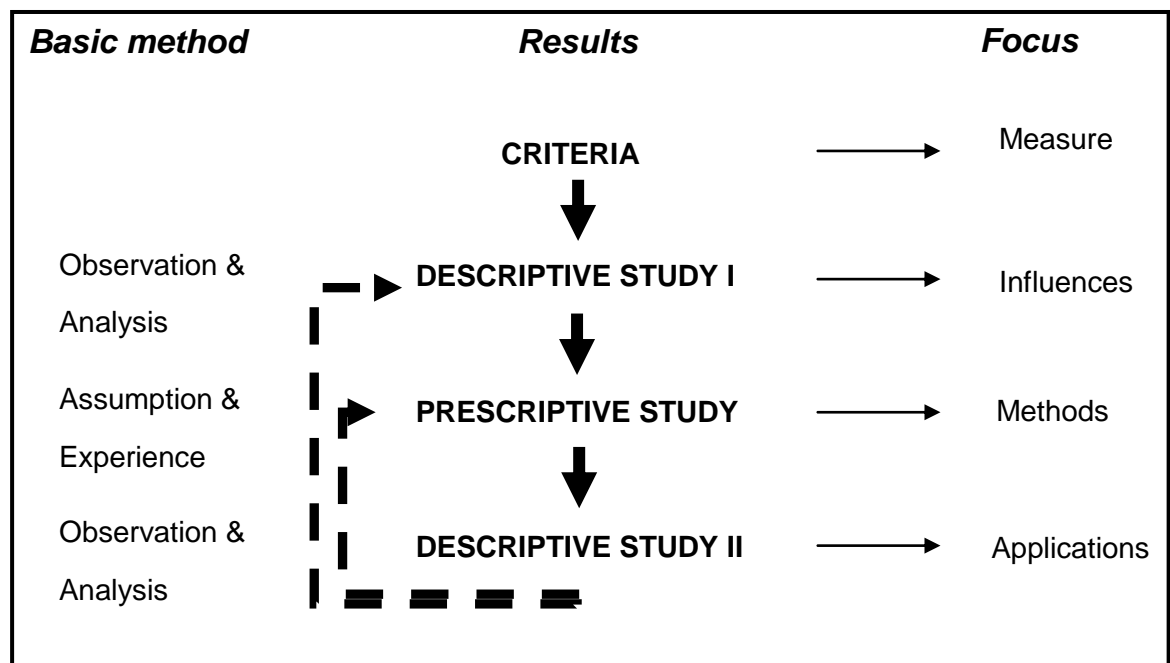 Basic method Results Focus
CRITERIA Measure
Observation &
Analysis
DESCRIPTIVE STUDY I Influences
Assumption &
Experience
PRESCRIPTIVE STUDY Methods
Observation &
Analysis
DESCRIPTIVE STUDY II Applications